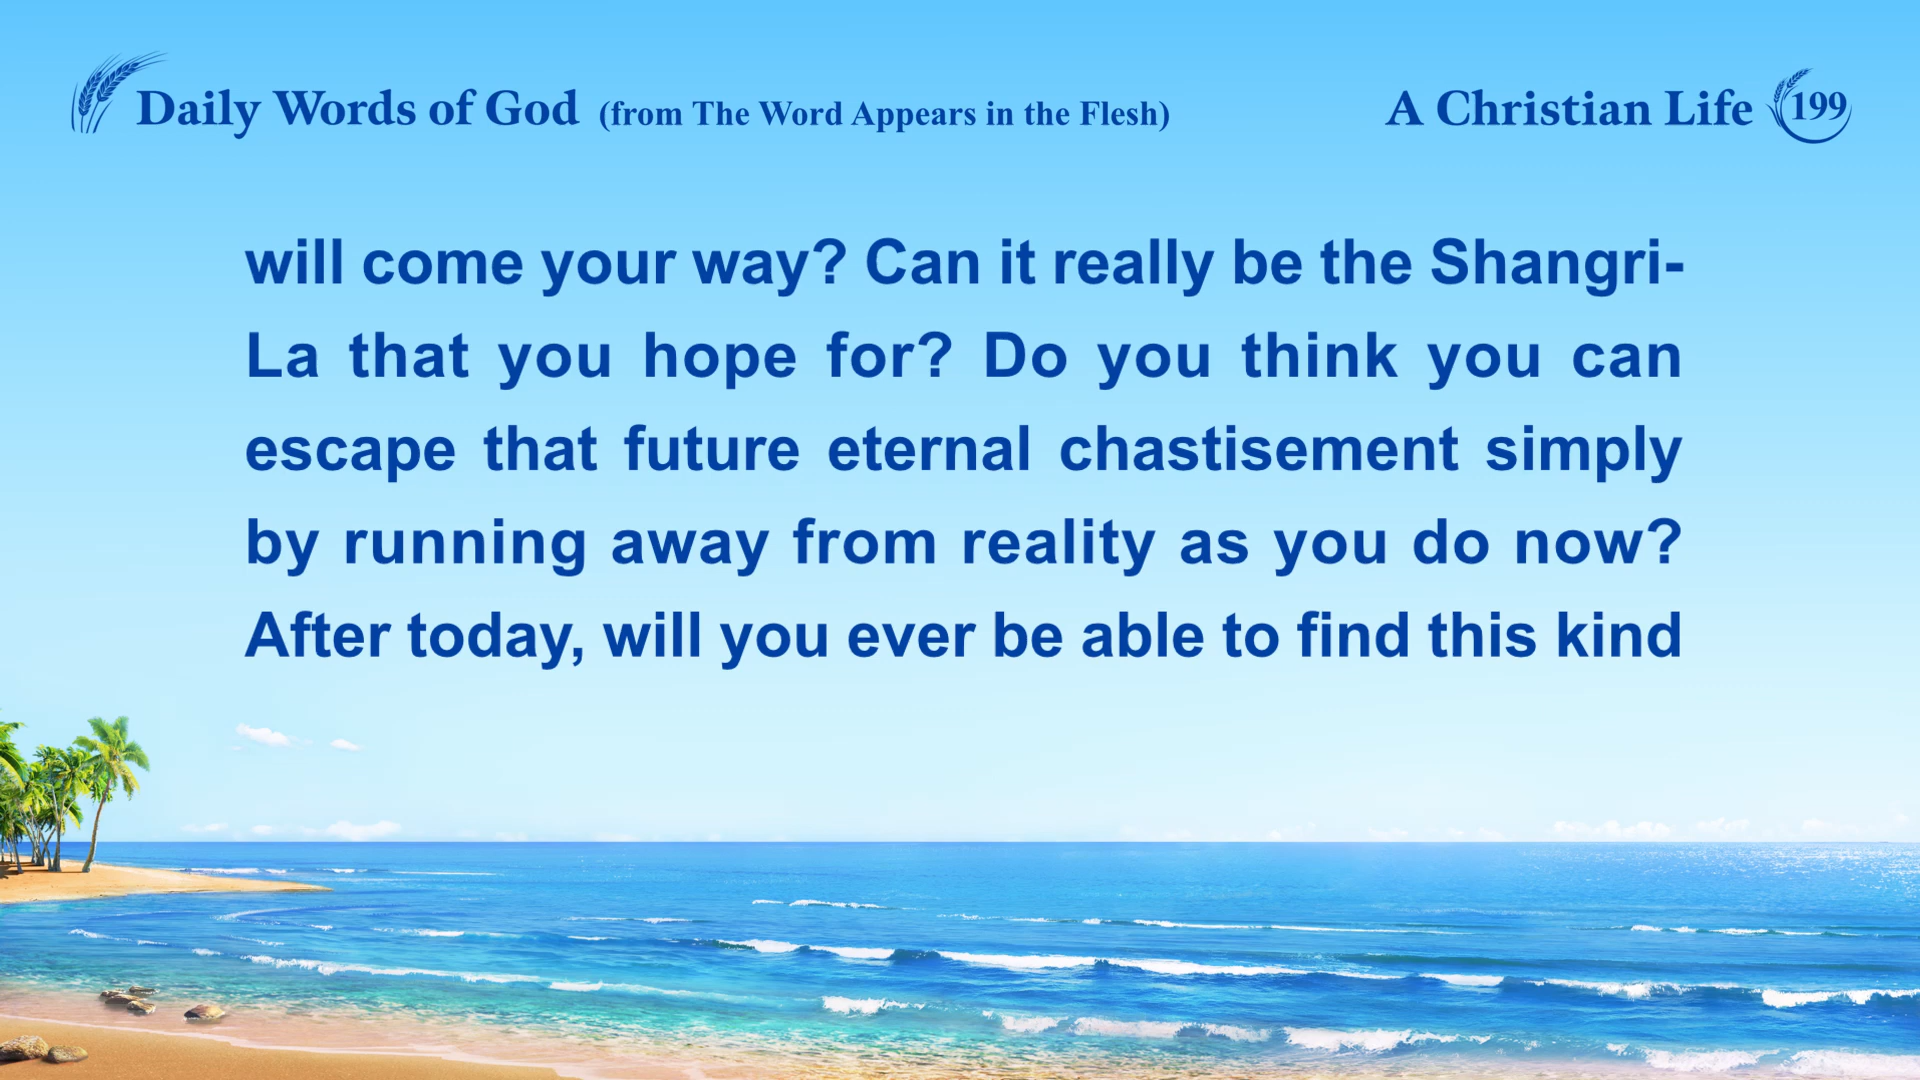 Daily Words of God (from The Word Appears in the Flesh) A Christian Life 199
will come your way? Can it really be the Shangri-
La that you hope for? Do you think you can
escape that future eternal chastisement simply
by running away from reality as you do now?
After today, will you ever be able to find this kind